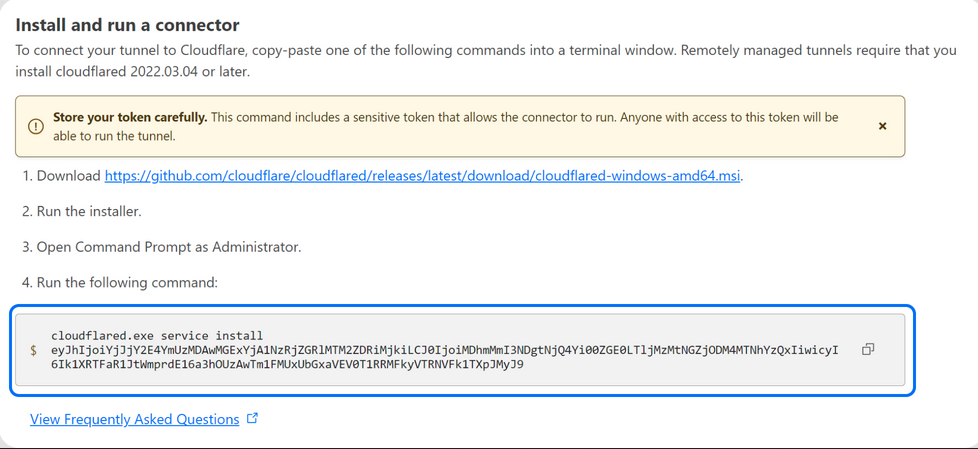 Install and run a connector
To connect your tunnel to Cloudflare, copy-paste one of the following commands into a terminal window. Remotely managed tunnels require that you
install cloudflared 2022.03.04 or later.
Store your token carefully. This command includes a sensitive token that allows the connector to run. Anyone with access to this token will be
able to run the tunnel.
1. Download https://github.com/cloudflare/cloudflared/releases/latest/download/cloudflared-windows-amd64.msi.
2. Run the installer.
3. Open Command Prompt as Administrator.
4. Run the following command:
cloudflared.exe service install
$ eyJhIjoiYjJjY2E4YmUzMDAwMGExYjA1NzRjZGRlMTM2ZDRiMjkiLCJ0IjoiMDhmMmI3NDgtNjQ4Yi00ZGE0LTljMzMtNGZjODM4MTNhYzQxIiwicyI
6Ik1XRTFaR1JtWmprdE16a3hOUzAwTm1FMUxUbGxaVEV0T1RRMFkyVTRNVFk1TXpJMyJ9
View Frequently Asked Questions